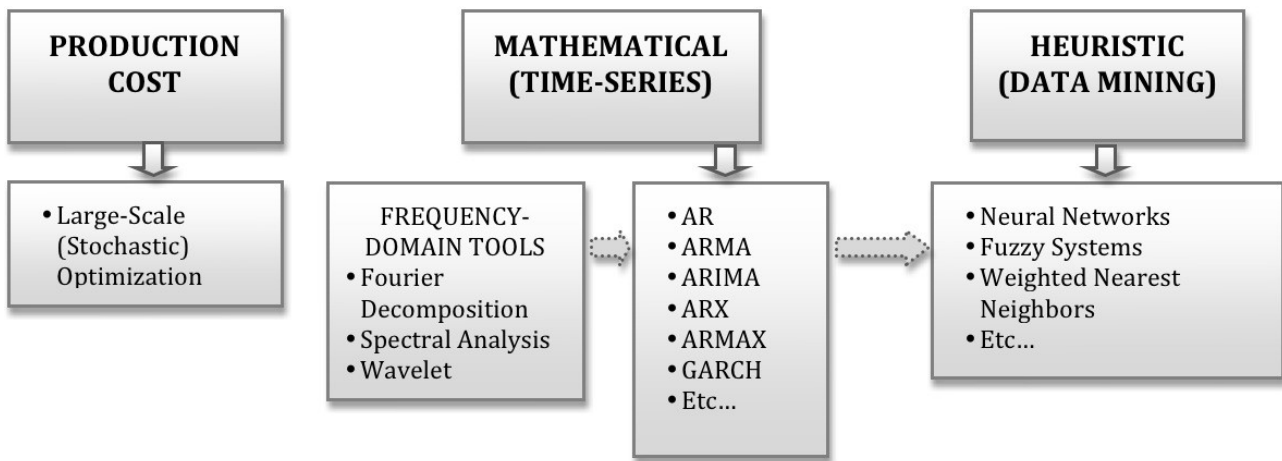 PRODUCTION
COST
MATHEMATICAL
(TIME-SERIES)
HEURISTIC
(DATA MINING)
• Large-Scale
(Stochastic)
Optimization
FREQUENCY-
DOMAIN TOOLS
• Fourier
Decomposition
• Spectral Analysis
• Wavelet
• AR
• ARMA
• ARIMA
• ARX
• ARMAX
• GARCH
• Etc…
• Neural Networks
• Fuzzy Systems
• Weighted Nearest
Neighbors
• Etc…